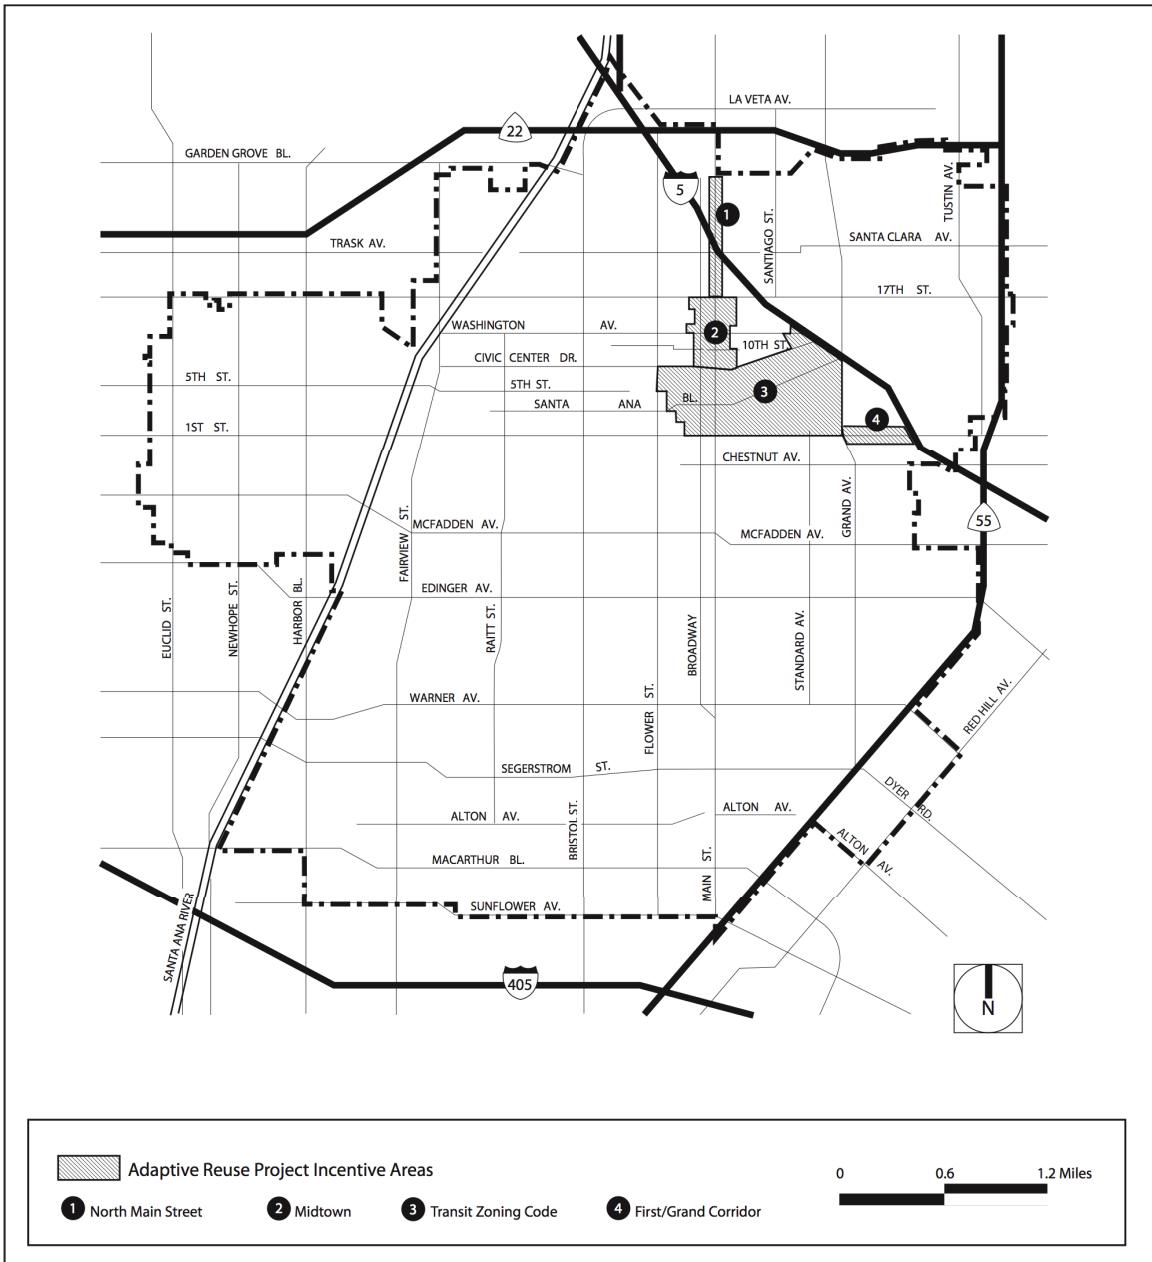 LA VETA AV.
22
GARDEN GROVE BL.
5
1
TUSTIN AV.
SANTIAGO ST.
TRASK AV.
SANTA CLARA AV.
17TH ST.
WASHINGTON AV.
2
10TH ST.
CIVIC CENTER DR.
5TH ST.
5TH ST.
3
SANTA ANA BL.
1ST ST.
4
CHESTNUT AV.
GRAND AV.
FAIRVIEW ST.
MCFADDEN AV.
MCFADDEN AV.
55
EDINGER AV.
EUCLID ST.
NEWHOPE ST.
HARBOR BL.
RAITT ST.
BROADWAY
STANDARD AV.
WARNER AV.
FLOWER ST.
RED HILL AV.
SEGERSTROM ST.
DYER RD.
ALTON AV.
BRISTOL ST.
ALTON AV.
ALTON AV.
MACARTHUR BL.
MAIN ST.
SUNFLOWER AV.
SANTA ANA RIVER
405
N
Adaptive Reuse Project Incentive Areas
0 0.6 1.2 Miles
1 North Main Street 2 Midtown 3 Transit Zoning Code 4 First/Grand Corridor